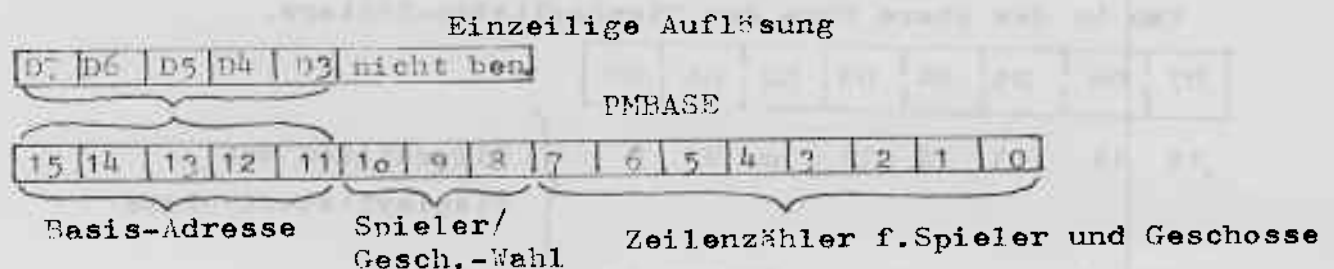 Einzeilige Auflösung
D7 D6 D5 D4 D3 nicht ben.
PMBASE
15 14 13 12 11 10 9 8 7 6 5 4 3 2 1 0
Basis-Adresse Spieler/ Zeilenzähler f.Spieler und Geschosse
Gesch.-Wahl